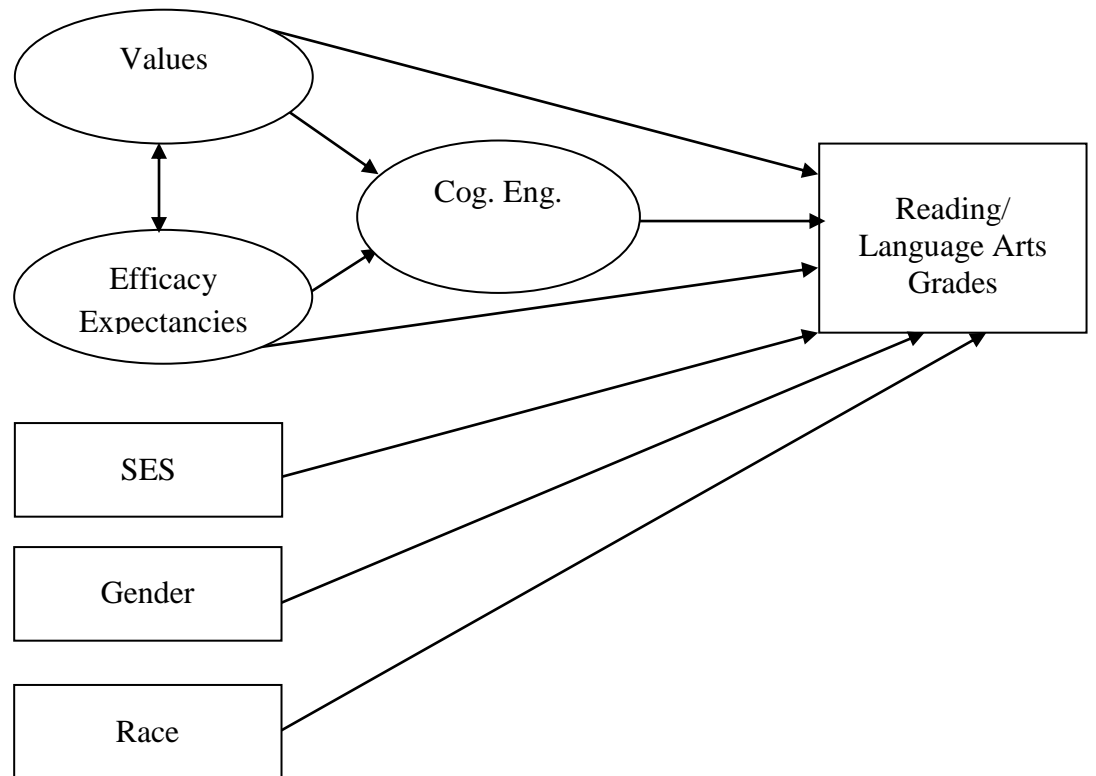 Values
Cog. Eng.
Reading/
Language Arts
Grades
Efficacy
Expectancies
SES
Gender
Race